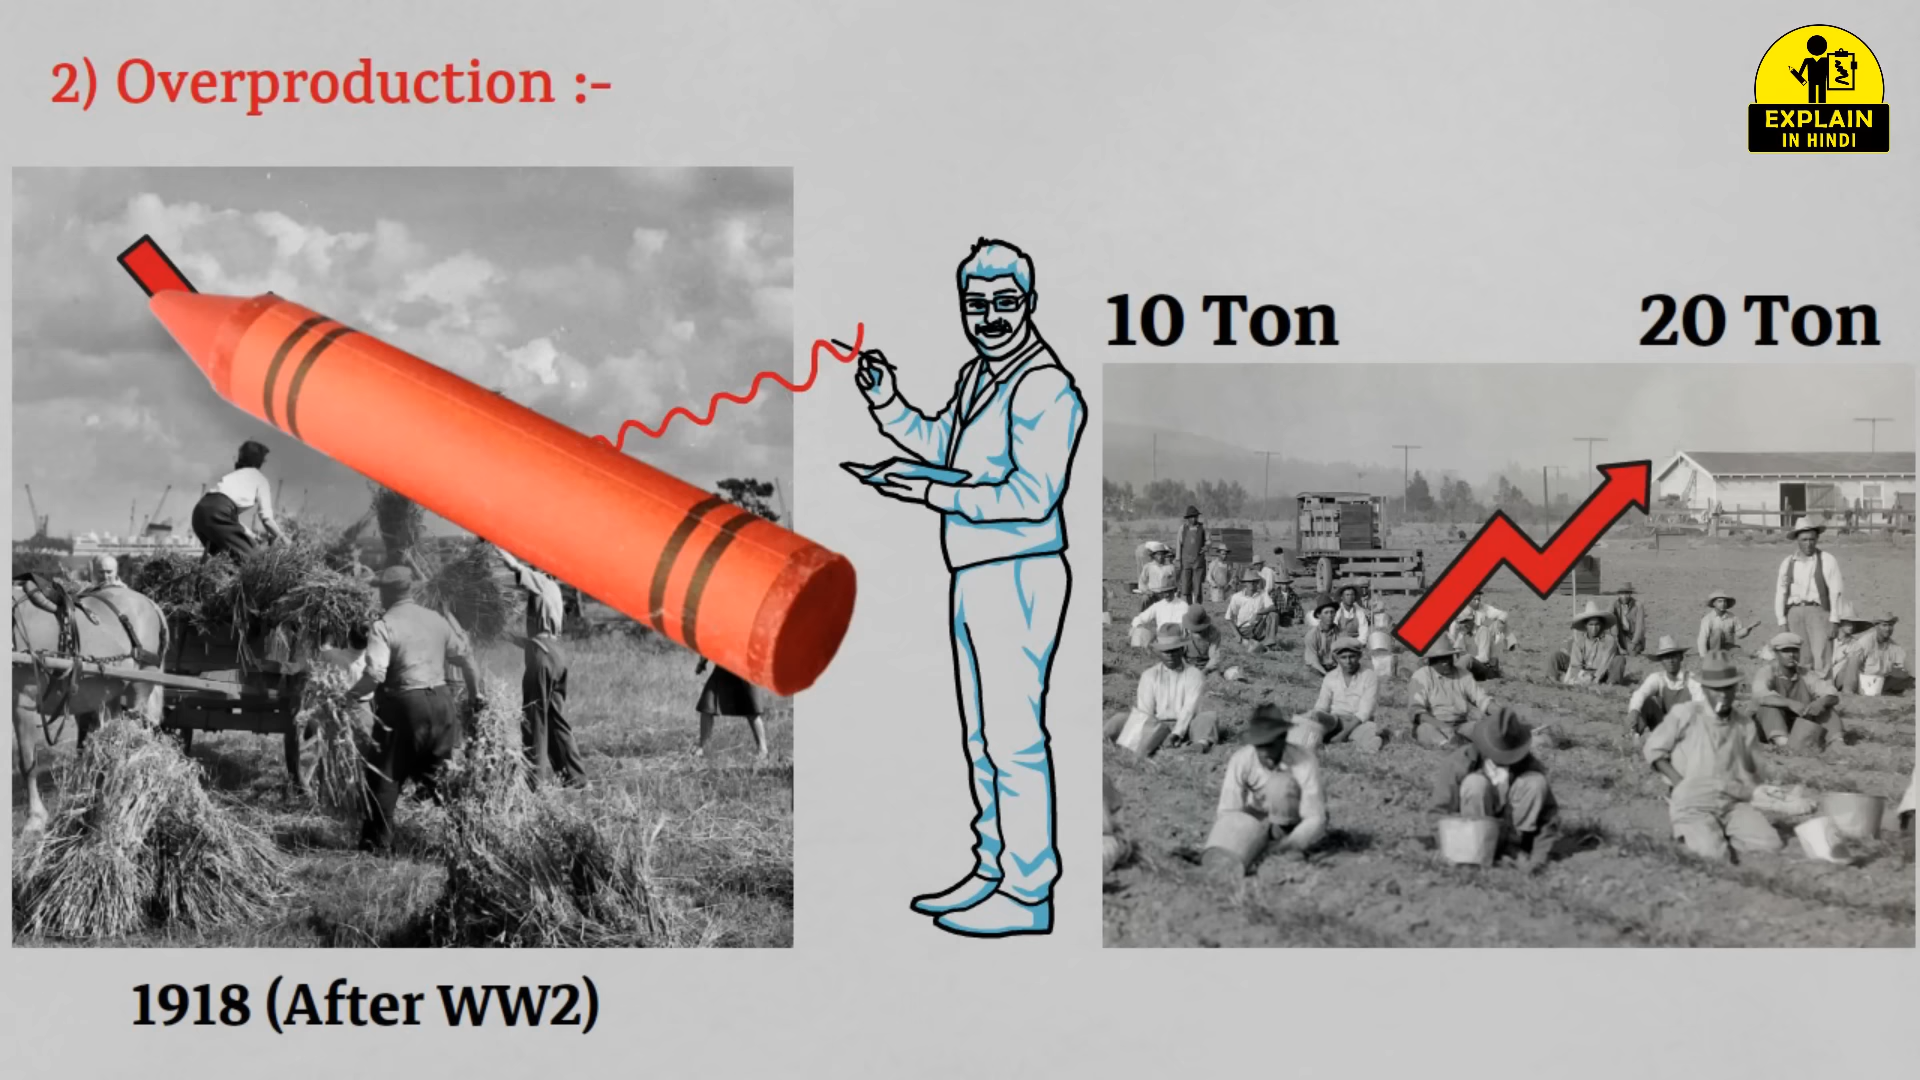 2) Overproduction :-
EXPLAIN
IN HINDI
10 Ton
20 Ton
1918 (After WW2)